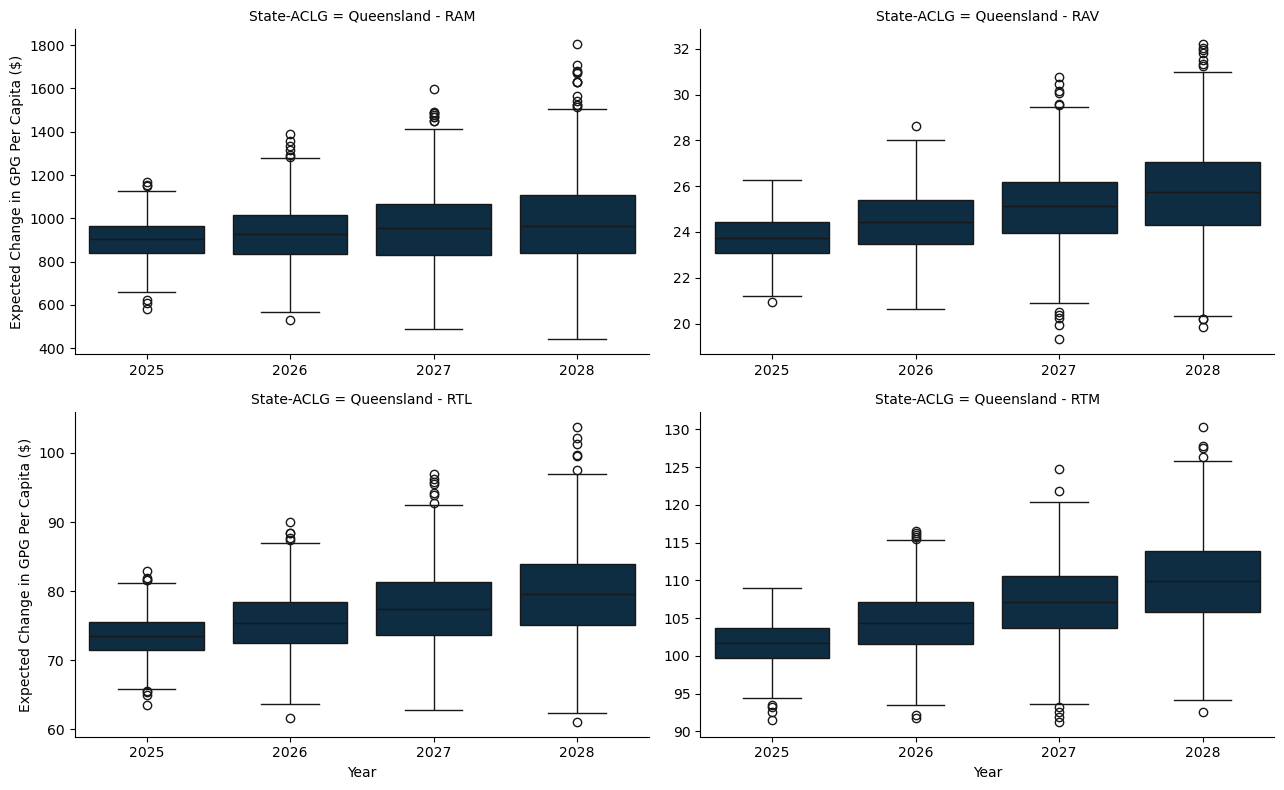 State-ACLG = Queensland - RAM
Expected Change in GPG Per Capita ($)
1800
1600
1400
1200
1000
800
600
400
2025 2026 2027 2028
State-ACLG = Queensland - RAV
32
30
28
26
24
22
20
2025 2026 2027 2028
State-ACLG = Queensland - RTL
Expected Change in GPG Per Capita ($)
100
90
80
70
60
2025 2026 2027 2028
Year
State-ACLG = Queensland - RTM
130
125
120
115
110
105
100
95
90
2025 2026 2027 2028
Year